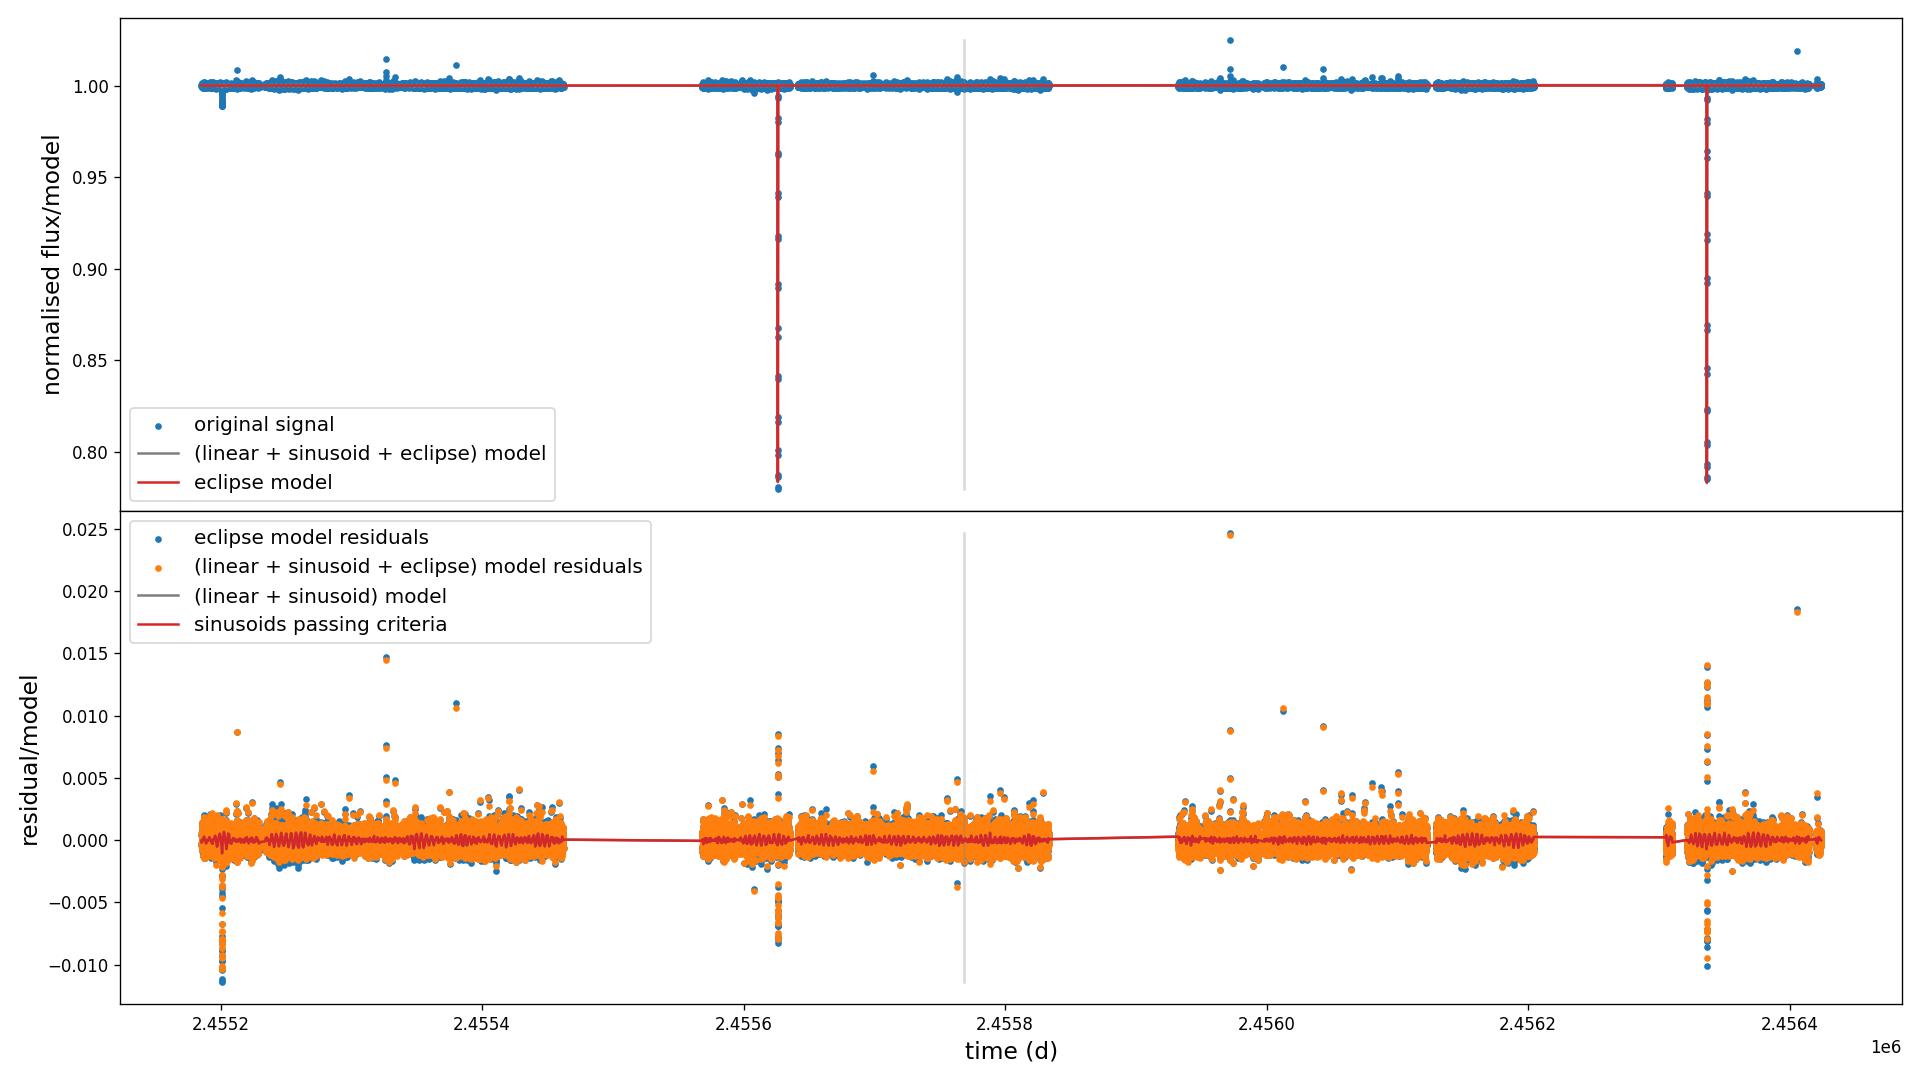 normalised flux/model
1.00
0.95
0.90
0.85
0.80
original signal
(linear + sinusoid + eclipse) model
eclipse model
residual/model
0.025
0.020
0.015
0.010
0.005
0.000
−0.005
−0.010
eclipse model residuals
(linear + sinusoid + eclipse) model residuals
(linear + sinusoid) model
sinusoids passing criteria
2.4552 2.4554 2.4556 2.4558 2.4560 2.4562 2.4564
1e6
time (d)